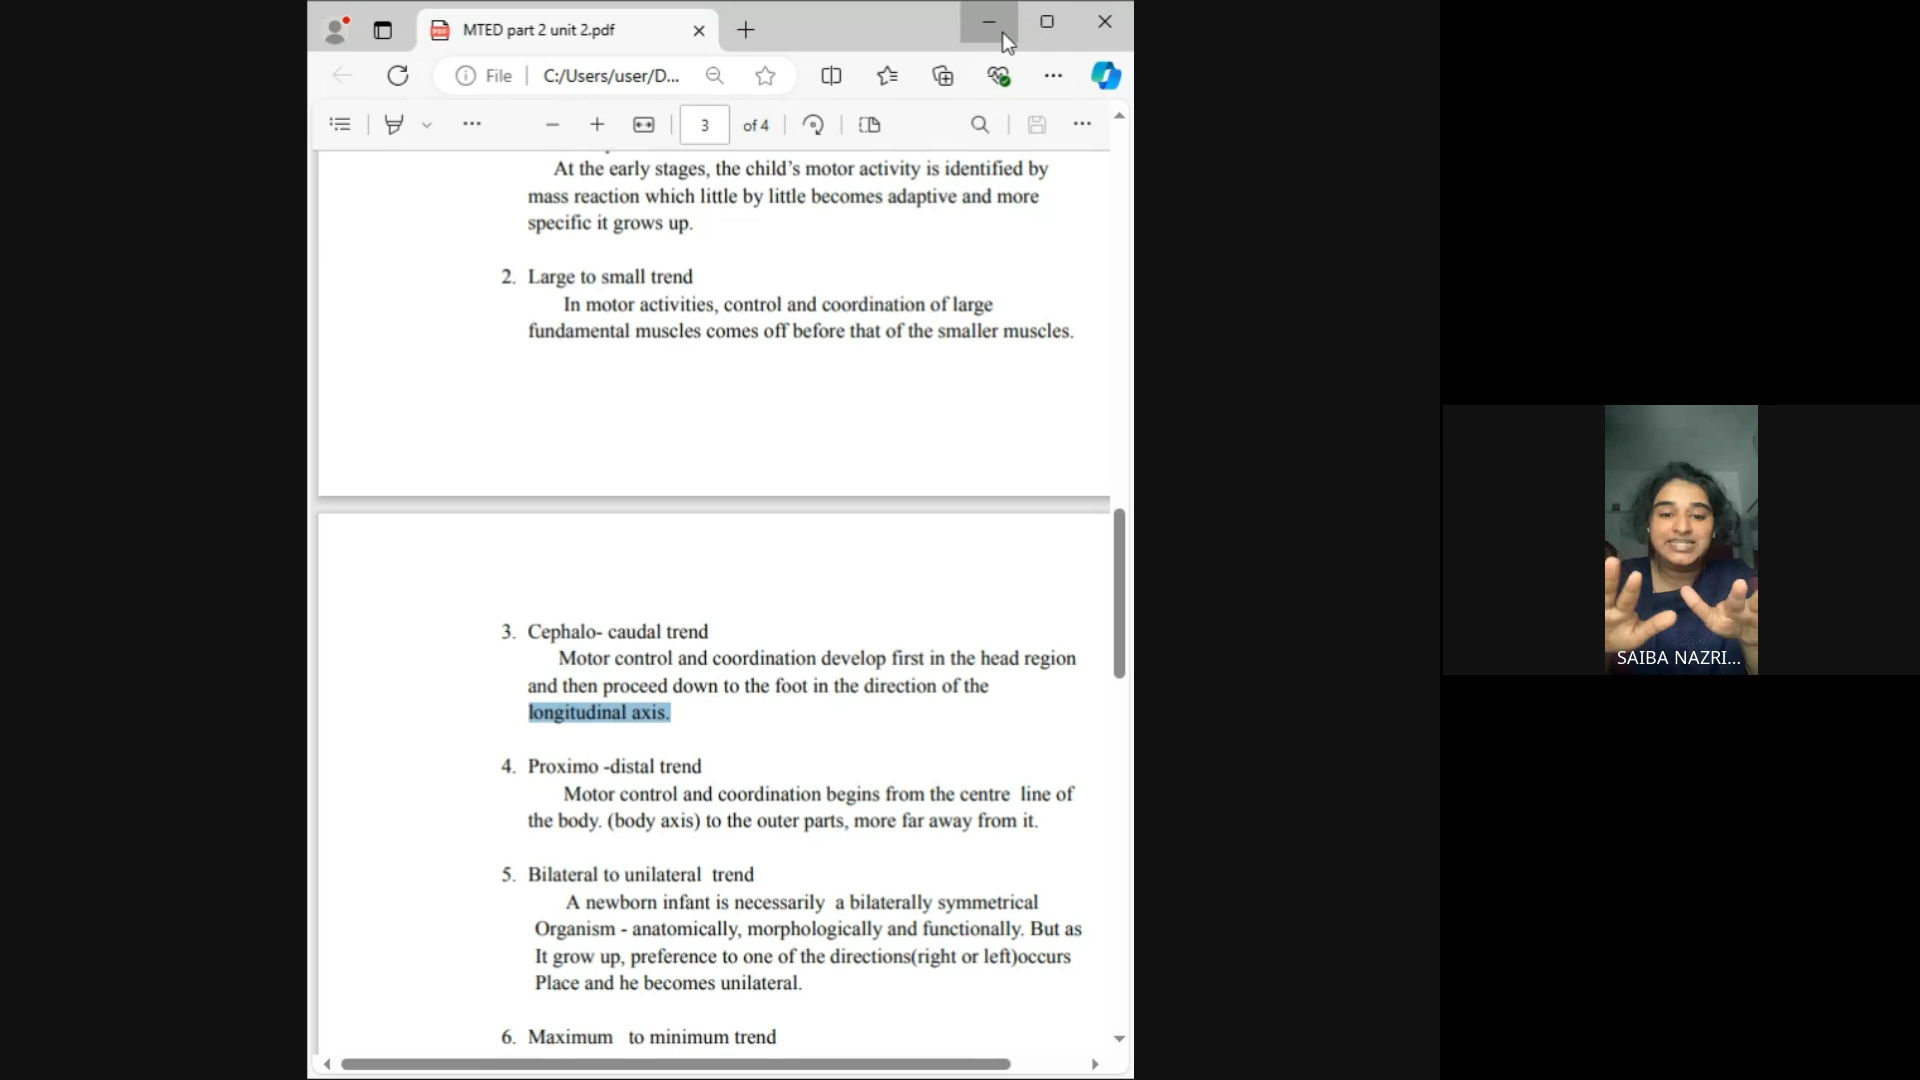 MTED part 2 unit 2.pdf
File
C:/Users/user/D...
3 of 4
At the early stages, the child's motor activity is identified by
mass reaction which little by little becomes adaptive and more
specific it grows up.
2. Large to small trend
In motor activities, control and coordination of large
fundamental muscles comes off before that of the smaller muscles.
3. Cephalo- caudal trend
Motor control and coordination develop first in the head region
and then proceed down to the foot in the direction of the
longitudinal axis.
4. Proximo -distal trend
Motor control and coordination begins from the centre line of
the body. (body axis) to the outer parts, more far away from it.
5. Bilateral to unilateral trend
A newborn infant is necessarily a bilaterally symmetrical
Organism - anatomically, morphologically and functionally. But as
It grow up, preference to one of the directions(right or left)occurs
Place and he becomes unilateral.
6. Maximum to minimum trend
SAIBA NAZRI...